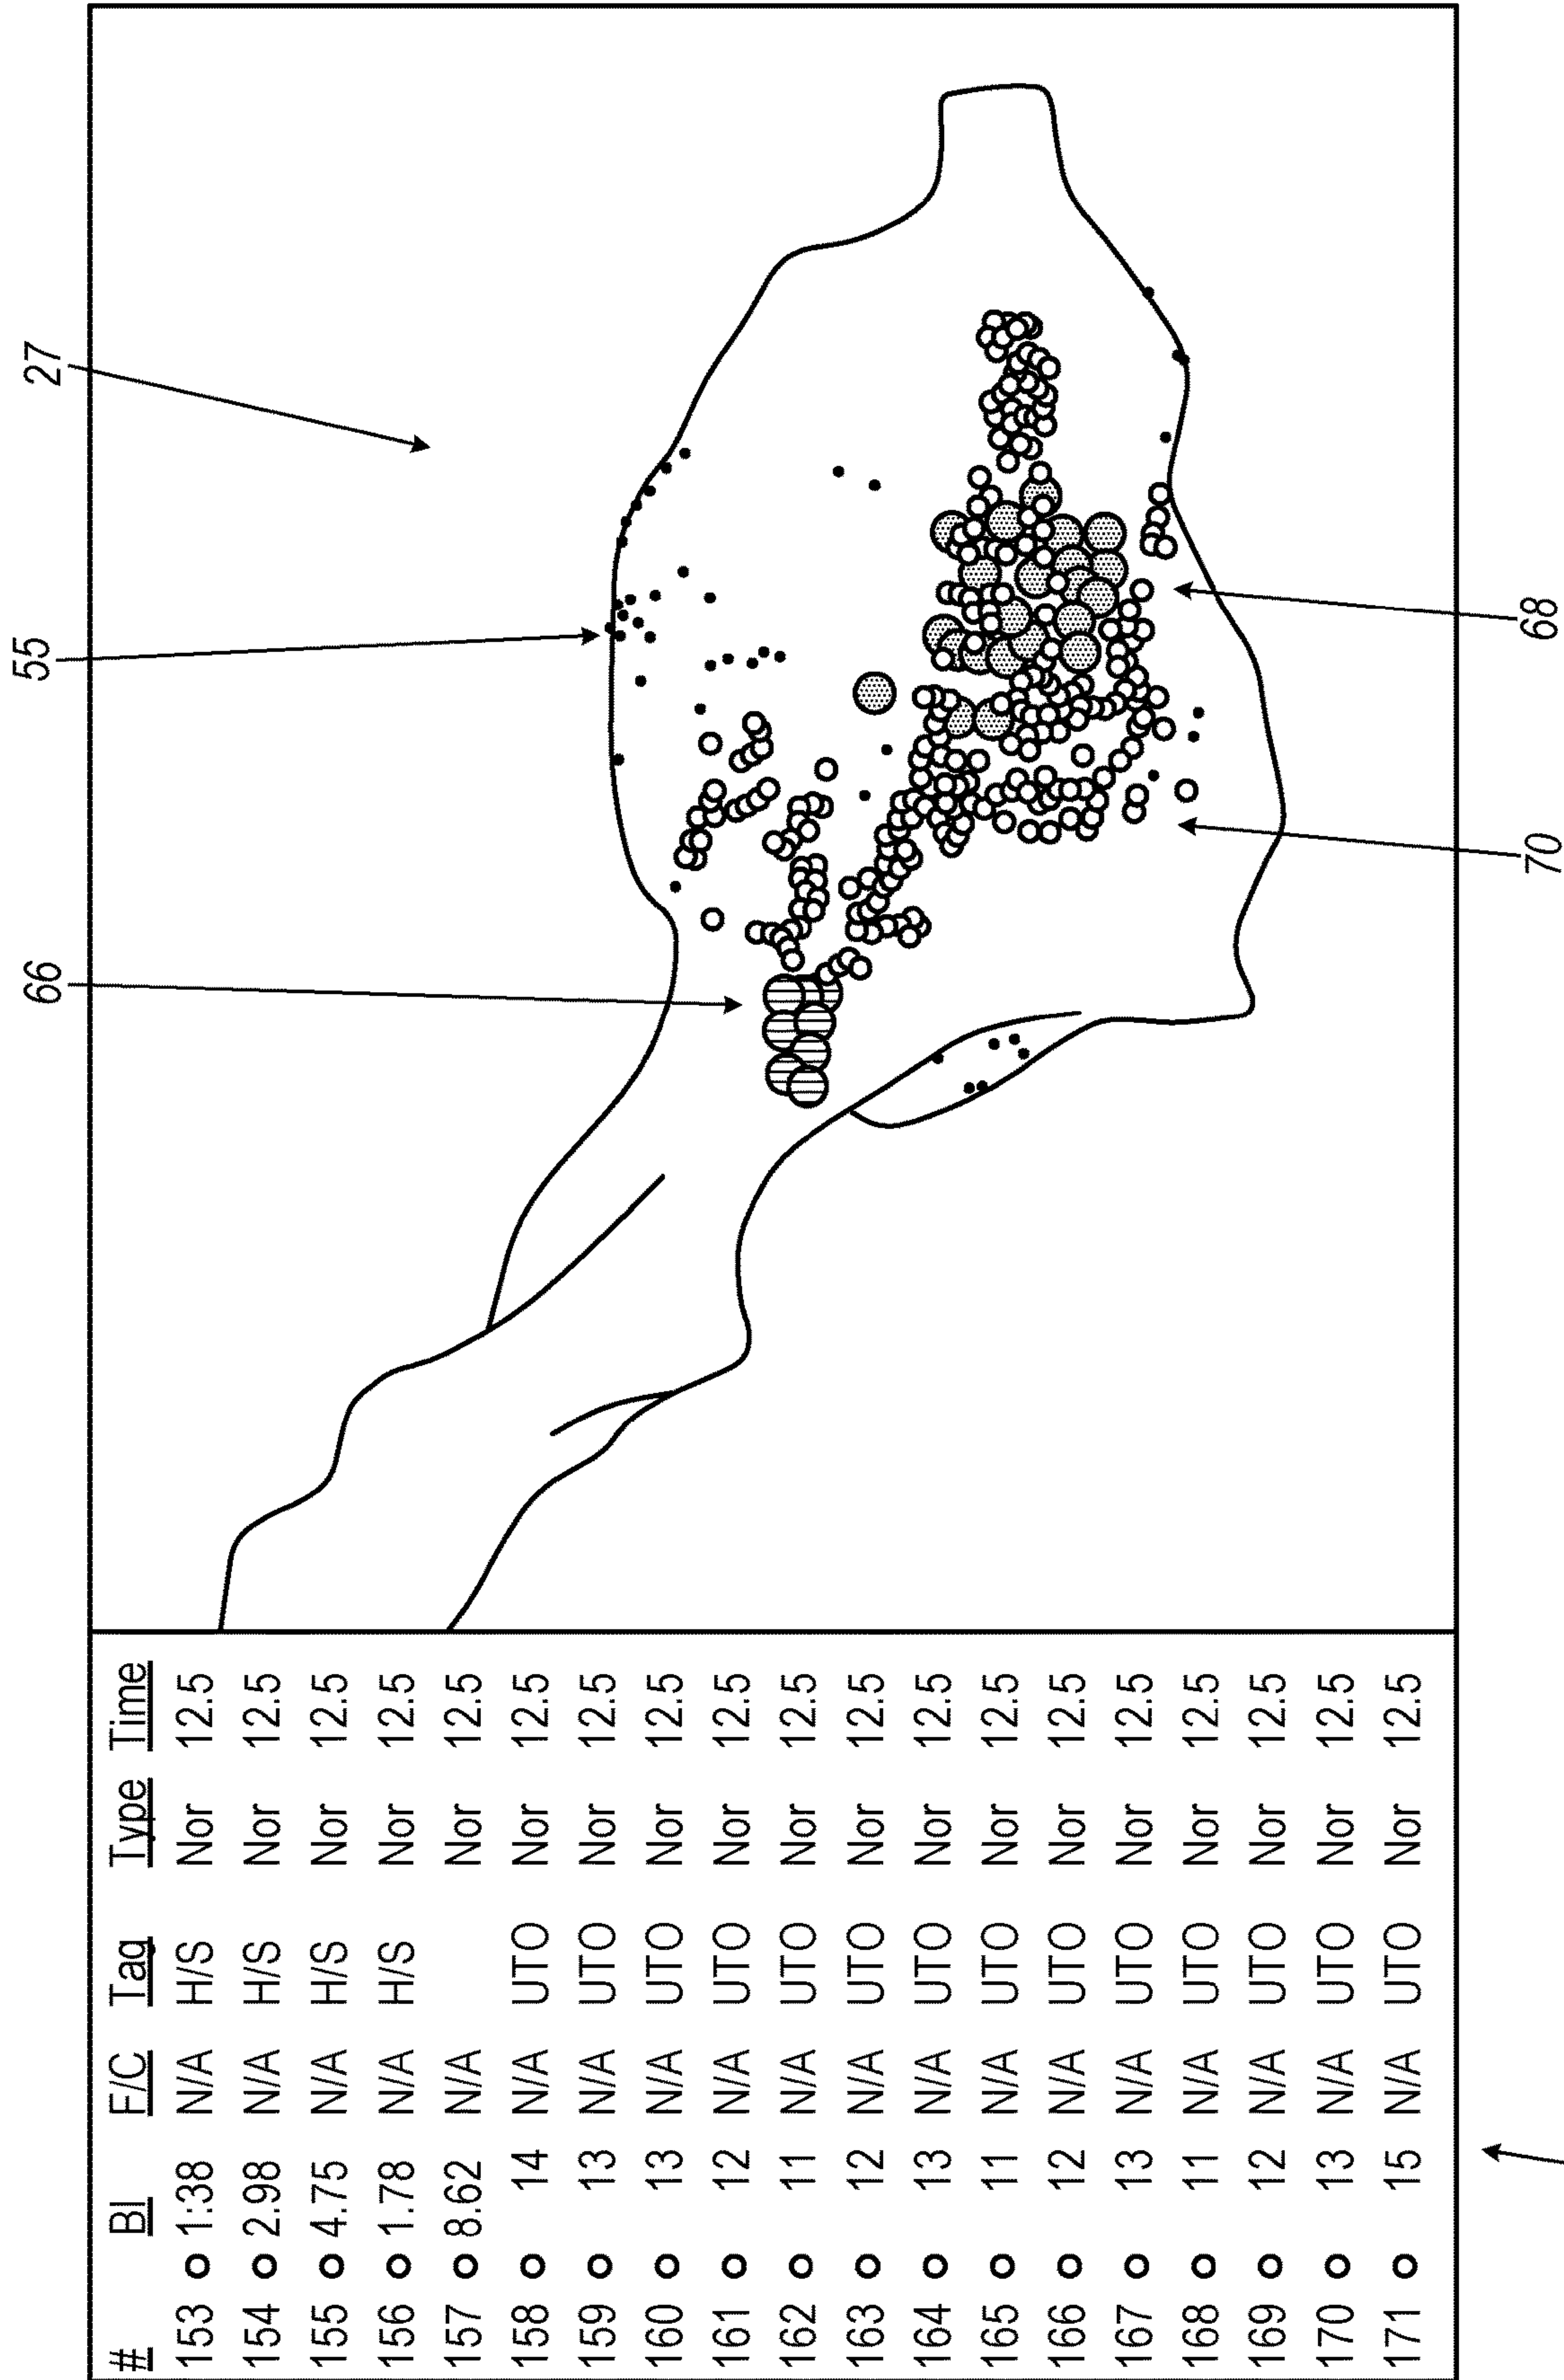 66 55 27
# BI F/C Tag Type Time
153 1:38 N/A H/S Nor 12.5
154 2.98 N/A H/S Nor 12.5
155 4.75 N/A H/S Nor 12.5
156 1.78 N/A H/S Nor 12.5
157 8.62 N/A Nor 12.5
158 14 N/A UTO Nor 12.5
159 13 N/A UTO Nor 12.5
160 13 N/A UTO Nor 12.5
161 12 N/A UTO Nor 12.5
162 11 N/A UTO Nor 12.5
163 12 N/A UTO Nor 12.5
164 13 N/A UTO Nor 12.5
165 11 N/A UTO Nor 12.5
166 12 N/A UTO Nor 12.5
167 13 N/A UTO Nor 12.5
168 11 N/A UTO Nor 12.5
169 12 N/A UTO Nor 12.5
170 13 N/A UTO Nor 12.5
171 15 N/A UTO Nor 12.5
70 68